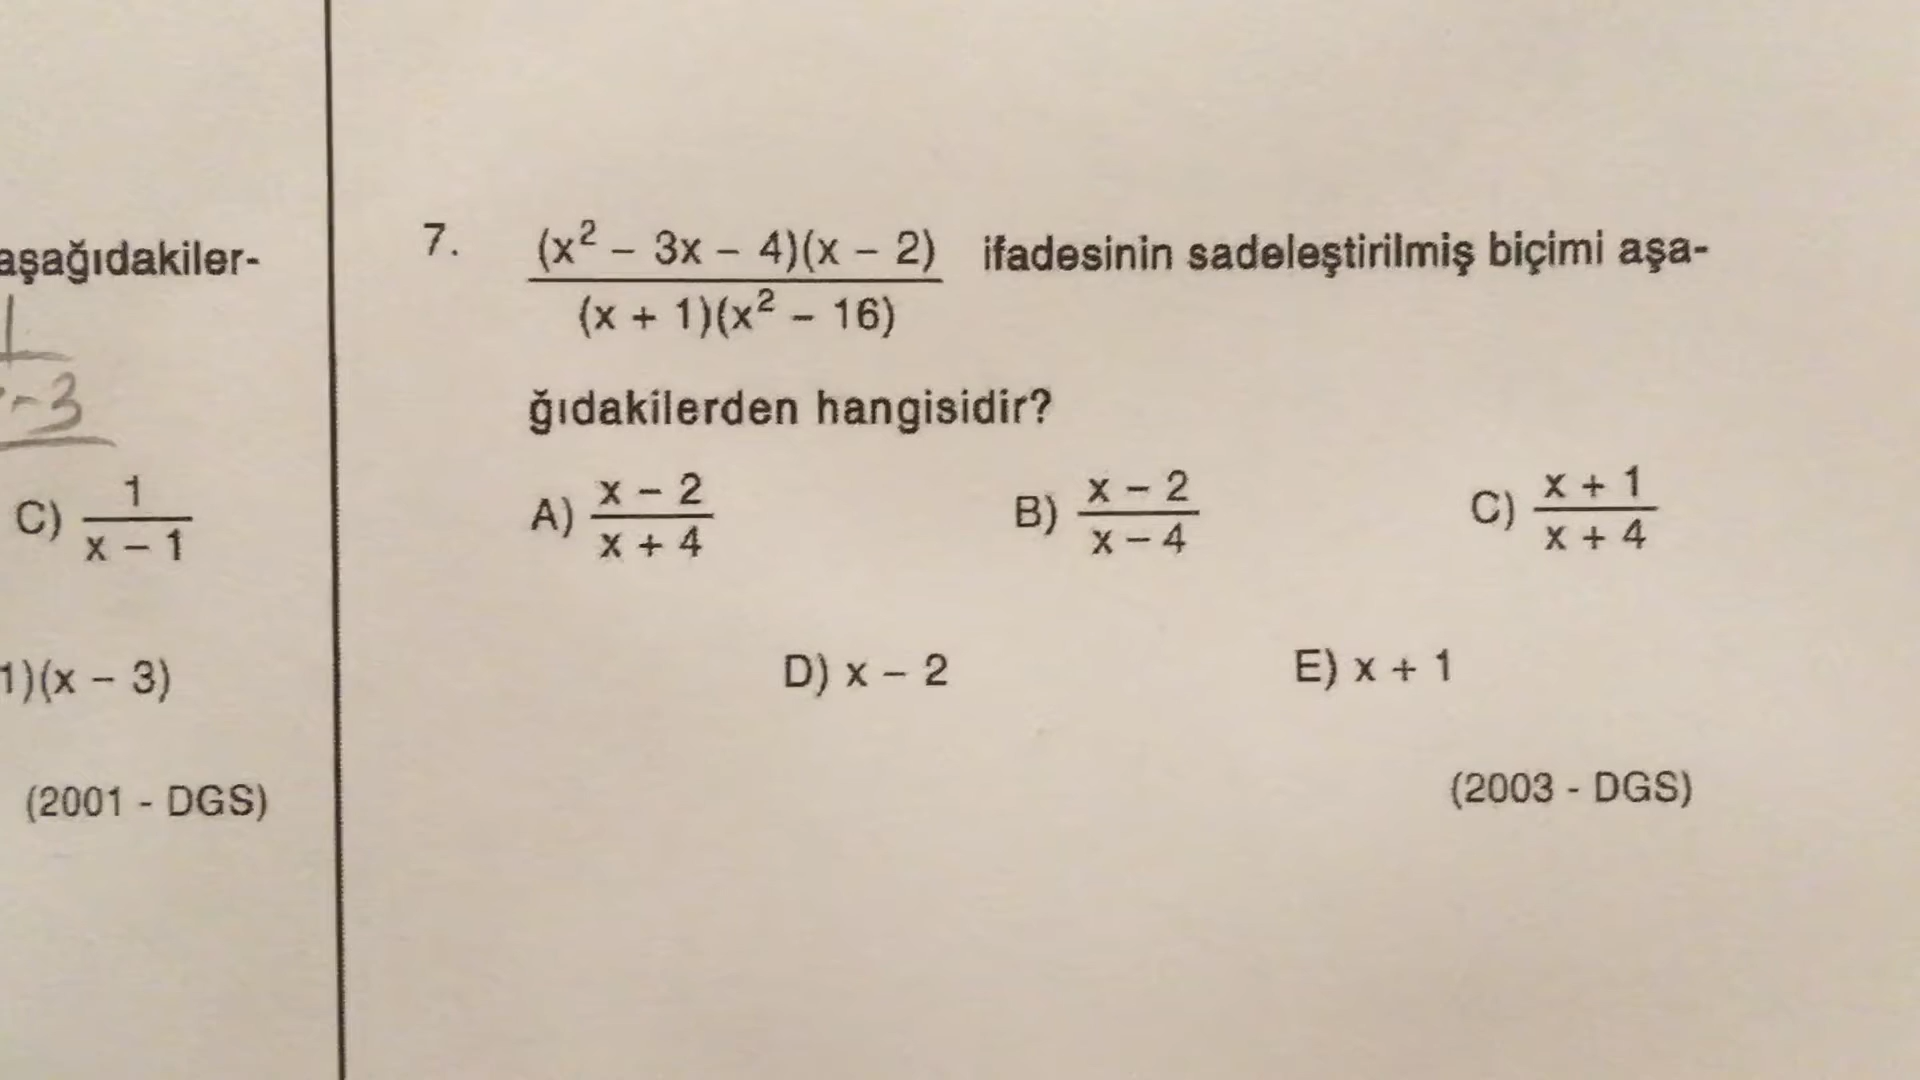 aşağıdakiler-
-3
C) 1/(x – 1)
1)(x – 3)
(2001 - DGS)
7. (x² – 3x – 4)(x – 2) / (x + 1)(x² – 16) ifadesinin sadeleştirilmiş biçimi aşa-
ğıdakilerden hangisidir?
A) (x – 2)/(x + 4) B) (x – 2)/(x – 4) C) (x + 1)/(x + 4)
D) x – 2 E) x + 1
(2003 - DGS)